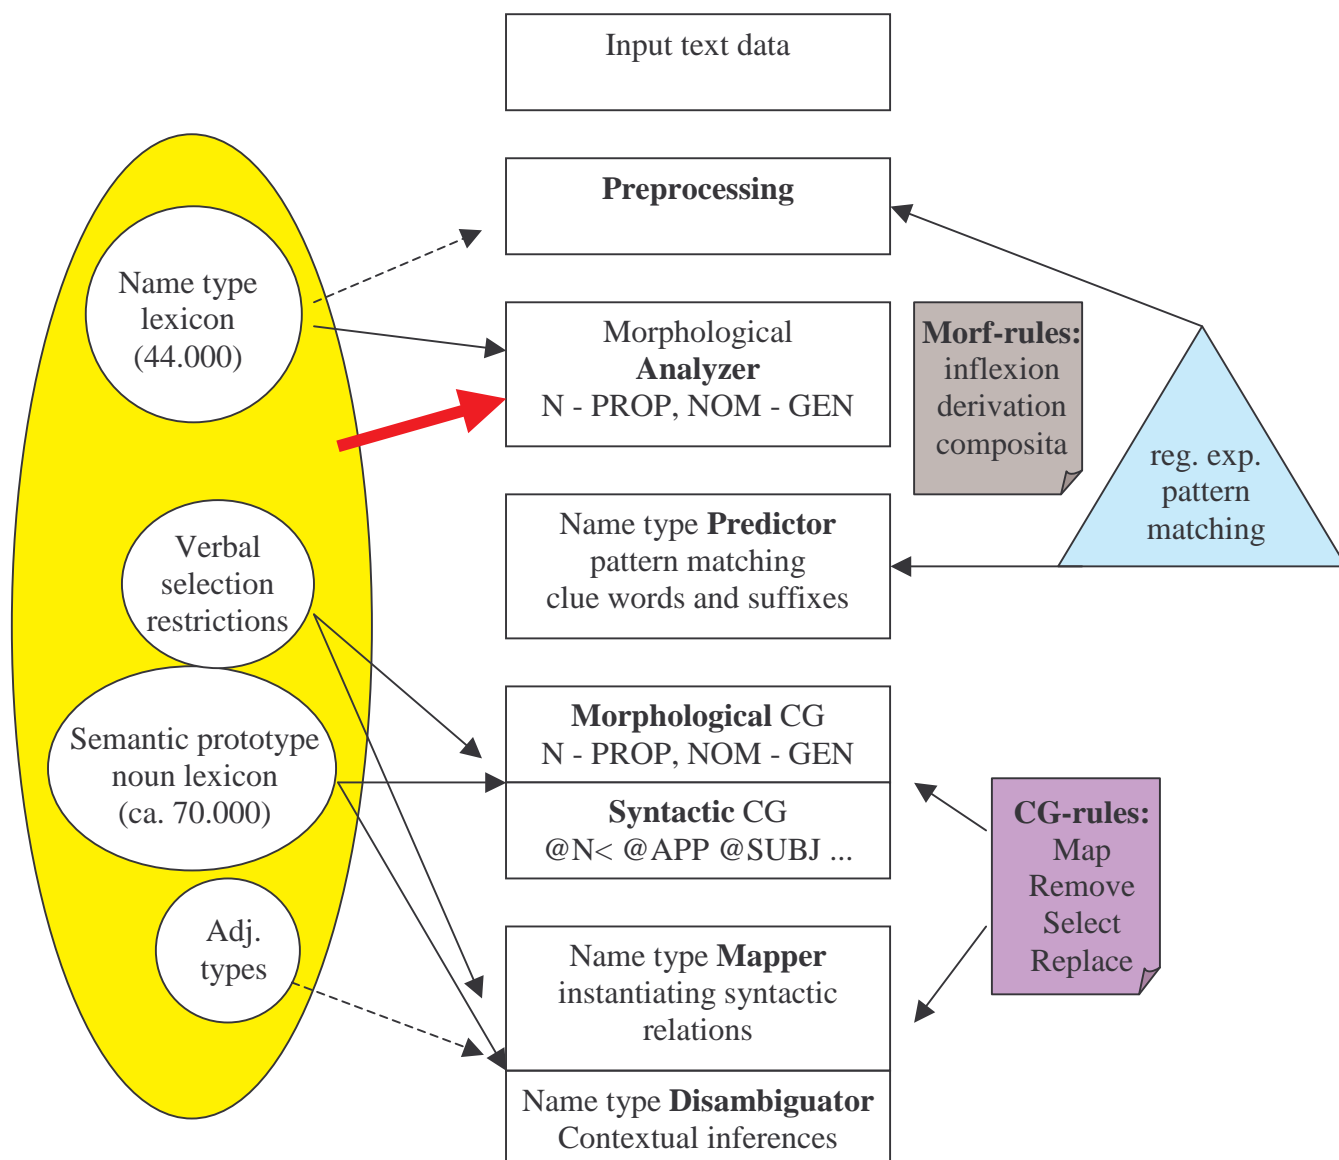 Input text data
Preprocessing
Name type
lexicon
(44.000)
Morphological
Analyzer
N - PROP, NOM - GEN
Morf-rules:
inflexion
derivation
composita
reg. exp.
pattern
matching
Verbal
selection
restrictions
Name type Predictor
pattern matching
clue words and suffixes
Semantic prototype
noun lexicon
(ca. 70.000)
Morphological CG
N - PROP, NOM - GEN
Syntactic CG
@N< @APP @SUBJ ...
CG-rules:
Map
Remove
Select
Replace
Adj.
types
Name type Mapper
instantiating syntactic
relations
Name type Disambiguator
Contextual inferences